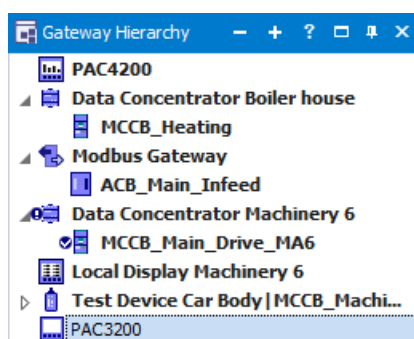 Gateway Hierarchy
PAC4200
Data Concentrator Boiler house
MCCB_Heating
Modbus Gateway
ACB_Main_Infeed
Data Concentrator Machinery 6
MCCB_Main_Drive_MA6
Local Display Machinery 6
Test Device Car Body|MCCB_Machi...
PAC3200